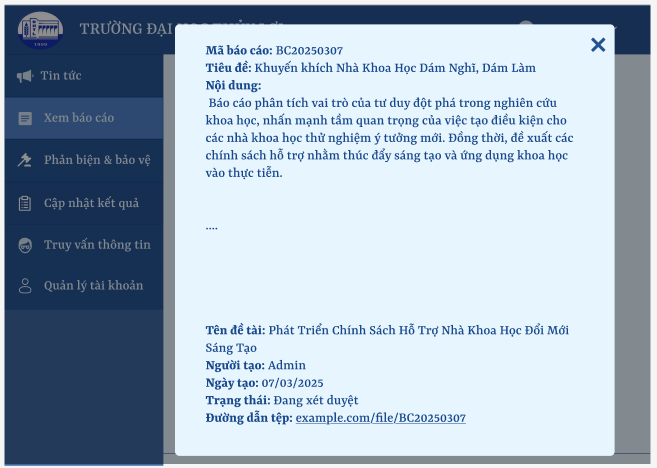 TRƯỜNG ĐẠI
Tin tức
Xem báo cáo
Phản biện & bảo vệ
Cập nhật kết quả
Truy vấn thông tin
Quản lý tài khoản
Mã báo cáo: BC20250307
Tiêu đề: Khuyến khích Nhà Khoa Học Dám Nghĩ, Dám Làm
Nội dung:
Báo cáo phân tích vai trò của tư duy đột phá trong nghiên cứu
khoa học, nhấn mạnh tầm quan trọng của việc tạo điều kiện cho
các nhà khoa học thử nghiệm ý tưởng mới. Đồng thời, đề xuất các
chính sách hỗ trợ nhằm thúc đẩy sáng tạo và ứng dụng khoa học
vào thực tiễn.
....
Tên đề tài: Phát Triển Chính Sách Hỗ Trợ Nhà Khoa Học Đổi Mới
Sáng Tạo
Người tạo: Admin
Ngày tạo: 07/03/2025
Trạng thái: Đang xét duyệt
Đường dẫn tệp: example.com/file/BC20250307